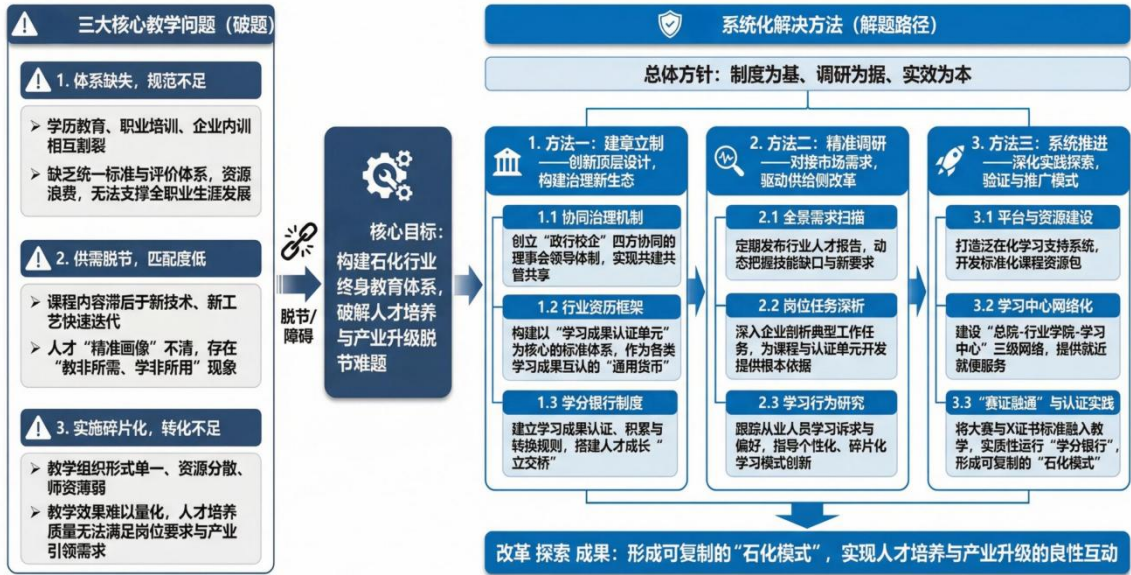 三大核心教学问题（破题）
1. 体系缺失，规范不足
➢ 学历教育、职业培训、企业内训
相互割裂
➢ 缺乏统一标准与评价体系，资源
浪费，无法支撑全职业生涯发展
2. 供需脱节，匹配度低
➢ 课程内容滞后于新技术、新工
艺快速迭代
➢ 人才“精准画像”不清，存在
“教非所需、学非所用”现象
3. 实施碎片化，转化不足
➢ 教学组织形式单一、资源分散、
师资薄弱
➢ 教学效果难以量化，人才培养
质量无法满足岗位要求与产业
引领需求
脱节/
障碍
核心目标：
构建石化行业
终身教育体系，
破解人才培养
与产业升级脱
节难题
系统化解决方法（解题路径）
总体方针：制度为基、调研为据、实效为本
1. 方法一：建章立制
——创新顶层设计，
构建治理新生态
1.1 协同治理机制
创立“政行校企”四方协同的
理事会领导体制，实现共建共
管共享
1.2 行业资历框架
构建以“学习成果认证单元”
为核心的标准体系，作为各类
学习成果互认的“通用货币”
1.3 学分银行制度
建立学习成果认证、积累与
转换规则，搭建人才成长“
立交桥”
2. 方法二：精准调研
——对接市场需求，
驱动供给侧改革
2.1 全景需求扫描
定期发布行业人才报告，动
态把握技能缺口与新要求
2.2 岗位任务深析
深入企业剖析典型工作任
务，为课程与认证单元开发
提供根本依据
2.3 学习行为研究
跟踪从业人员学习诉求与
偏好，指导个性化、碎片化
学习模式创新
3. 方法三：系统推进
——深化实践探索，
验证与推广模式
3.1 平台与资源建设
打造泛在化学习支持系统，
开发标准化课程资源包
3.2 学习中心网络化
建设“总院-行业学院-学习
中心”三级网络，提供就近
就便服务
3.3 “赛证融通”与认证实践
将大赛与X证书标准融入教
学，实质性运行“学分银行”，
形成可复制的“石化模式”
改革 探索 成果：形成可复制的“石化模式”，实现人才培养与产业升级的良性互动